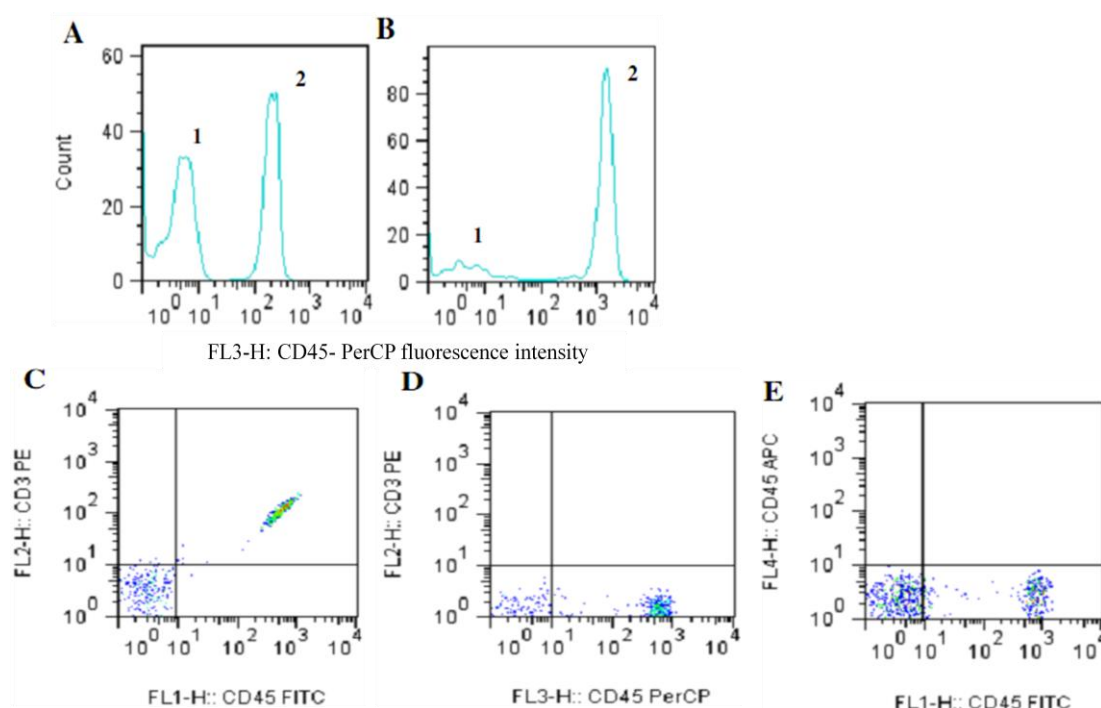 A
60
40
20
0
Count
1
2
10^0 10^1 10^2 10^3 10^4
B
80
60
40
20
0
1
2
10^0 10^1 10^2 10^3 10^4
FL3-H: CD45- PerCP fluorescence intensity
C
10^4
10^3
10^2
10^1
10^0
FL2-H:: CD3 PE
10^0 10^1 10^2 10^3 10^4
FL1-H:: CD45 FITC
D
10^4
10^3
10^2
10^1
10^0
FL2-H:: CD3 PE
10^0 10^1 10^2 10^3 10^4
FL3-H:: CD45 PerCP
E
10^4
10^3
10^2
10^1
10^0
FL4-H:: CD45 APC
10^0 10^1 10^2 10^3 10^4
FL1-H:: CD45 FITC